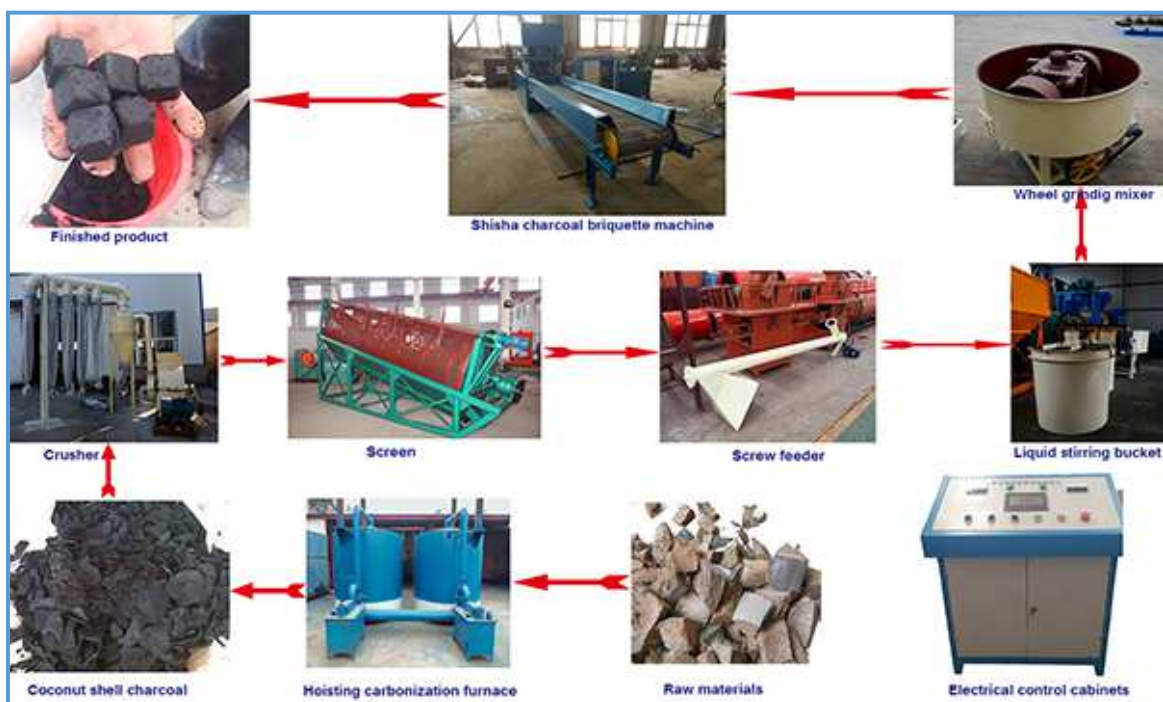 Finished product
Shisha charcoal briquette machine
Wheel grindig mixer
Crusher
Screen
Screw feeder
Liquid stirring bucket
Coconut shell charcoal
Hoisting carbonization furnace
Raw materials
Electrical control cabinets